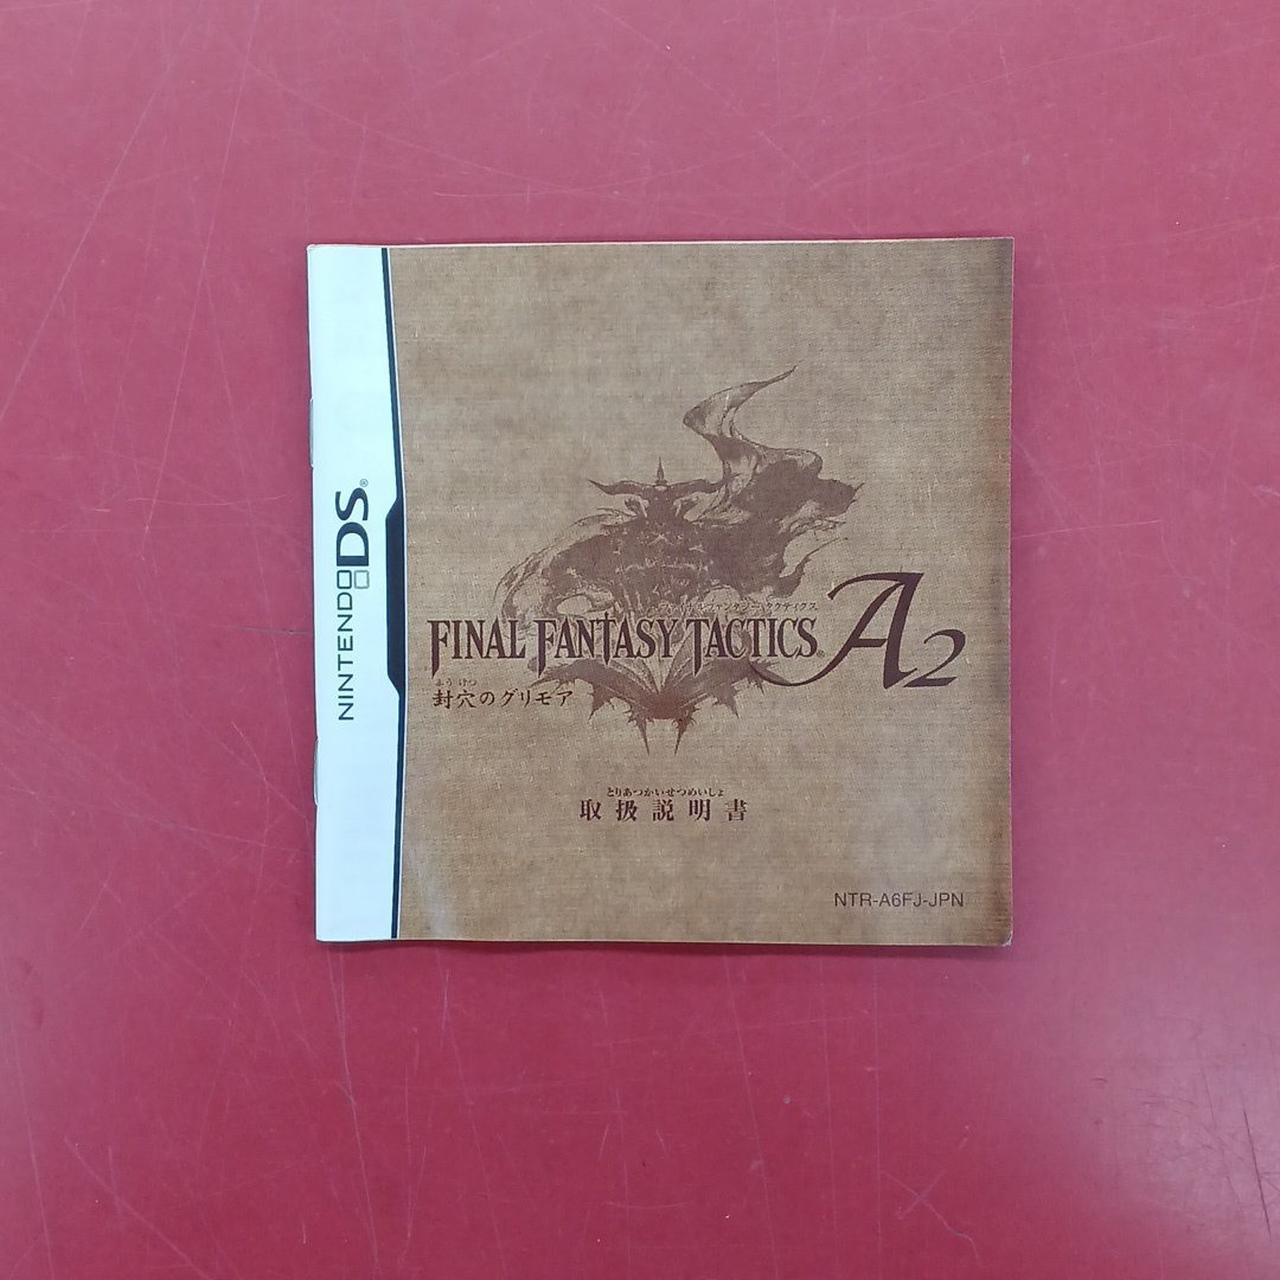 NINTENDODS®
ファイナルファンタジータクティクス
FINAL FANTASY TACTICS® A2
ふうけつ
封穴のグリモア
とりあつかいせつめいしょ
取扱説明書
NTR-A6FJ-JPN